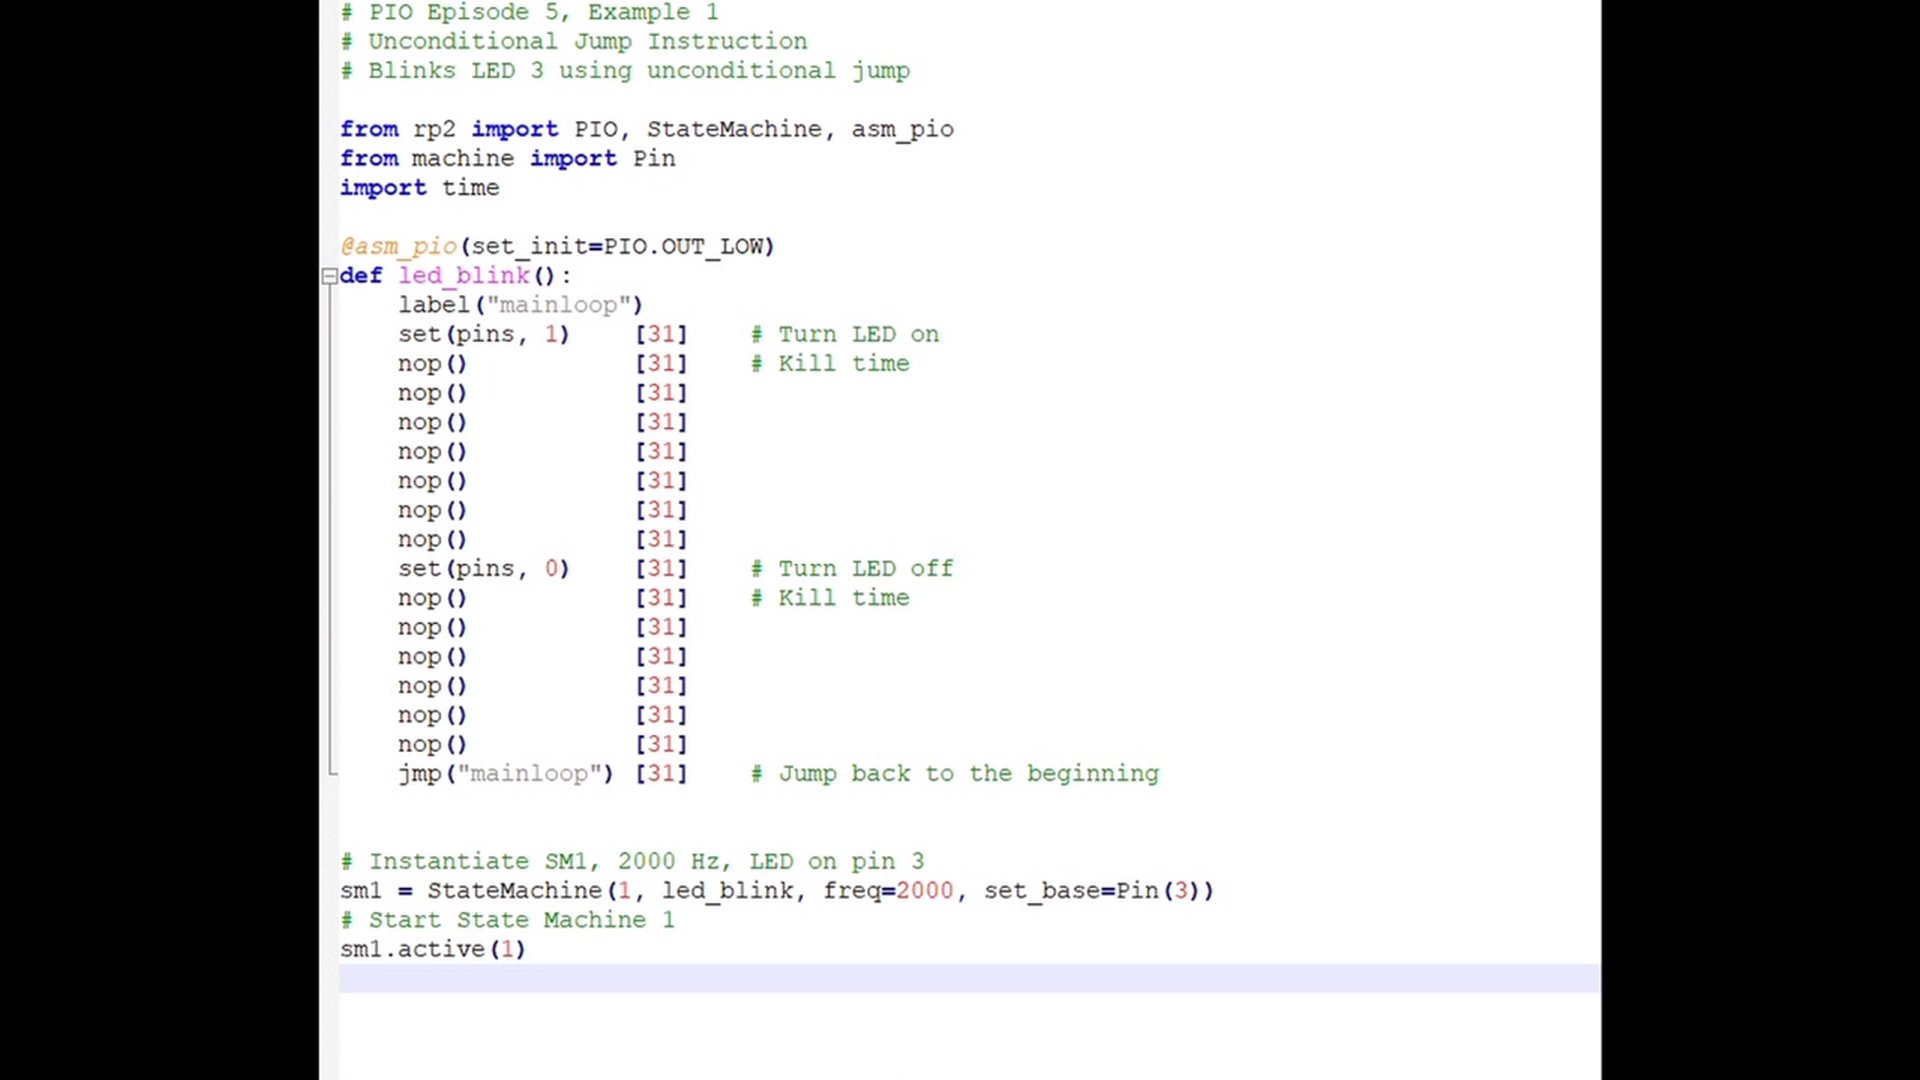 # PIO Episode 5, Example 1
# Unconditional Jump Instruction
# Blinks LED 3 using unconditional jump

from rp2 import PIO, StateMachine, asm_pio
from machine import Pin
import time

@asm_pio(set_init=PIO.OUT_LOW)
def led_blink():
    label("mainloop")
    set(pins, 1)    [31]    # Turn LED on
    nop()           [31]    # Kill time
    nop()           [31]
    nop()           [31]
    nop()           [31]
    nop()           [31]
    nop()           [31]
    nop()           [31]
    set(pins, 0)    [31]    # Turn LED off
    nop()           [31]    # Kill time
    nop()           [31]
    nop()           [31]
    nop()           [31]
    nop()           [31]
    nop()           [31]
    jmp("mainloop") [31]    # Jump back to the beginning

# Instantiate SM1, 2000 Hz, LED on pin 3
sm1 = StateMachine(1, led_blink, freq=2000, set_base=Pin(3))
# Start State Machine 1
sm1.active(1)